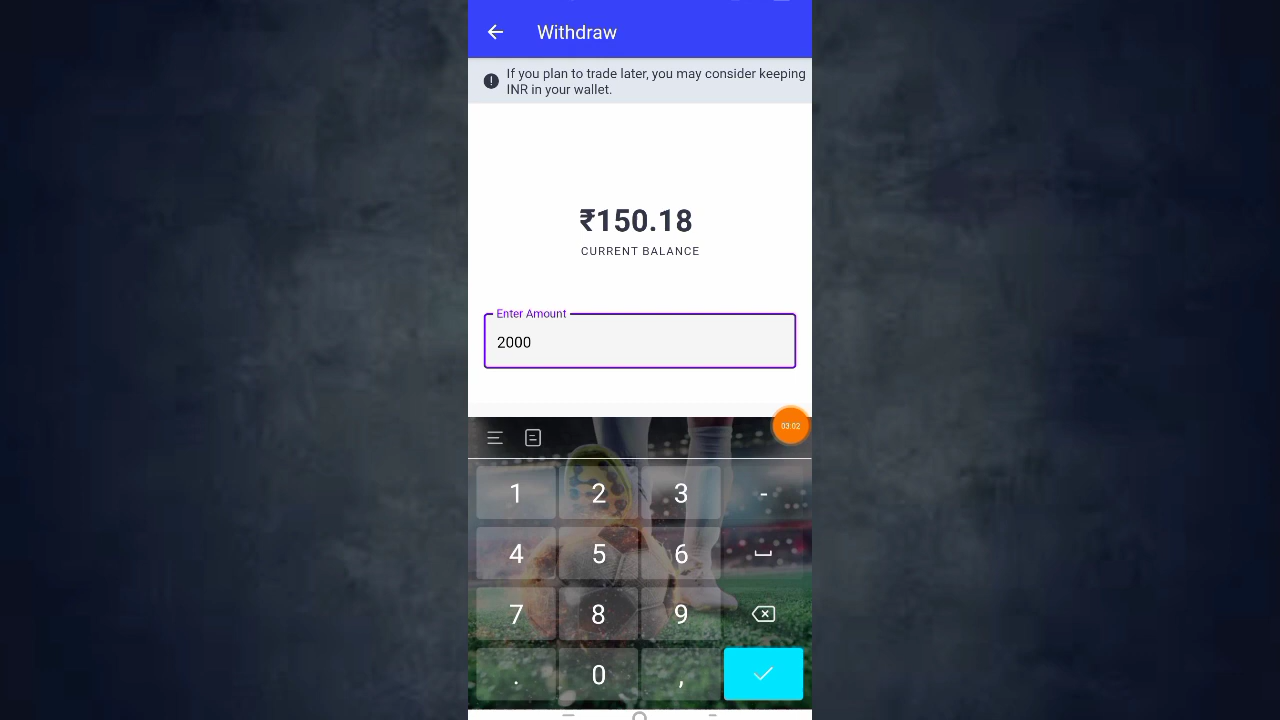 Withdraw
If you plan to trade later, you may consider keeping
INR in your wallet.
₹150.18
CURRENT BALANCE
Enter Amount
2000
03:02
1 2 3 -
4 5 6
7 8 9
. 0 ,